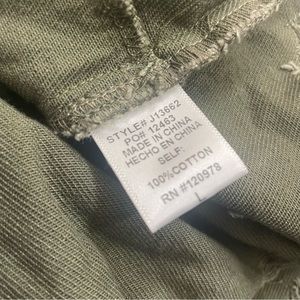 STYLE# J13662
PO# 12463
MADE IN CHINA
HECHO EN CHINA
SELF:
100%COTTON
RN #120978
L